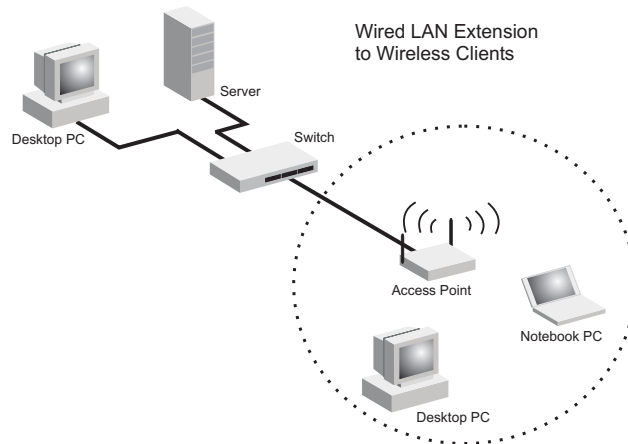 Wired LAN Extension
to Wireless Clients
Server
Desktop PC
Switch
Access Point
Notebook PC
Desktop PC